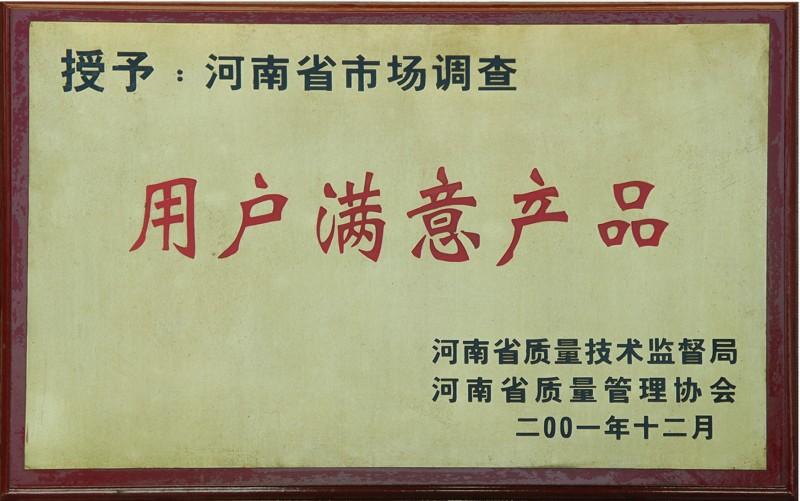 授予：河南省市场调查
用户满意产品
河南省质量技术监督局
河南省质量管理协会
二00一年十二月